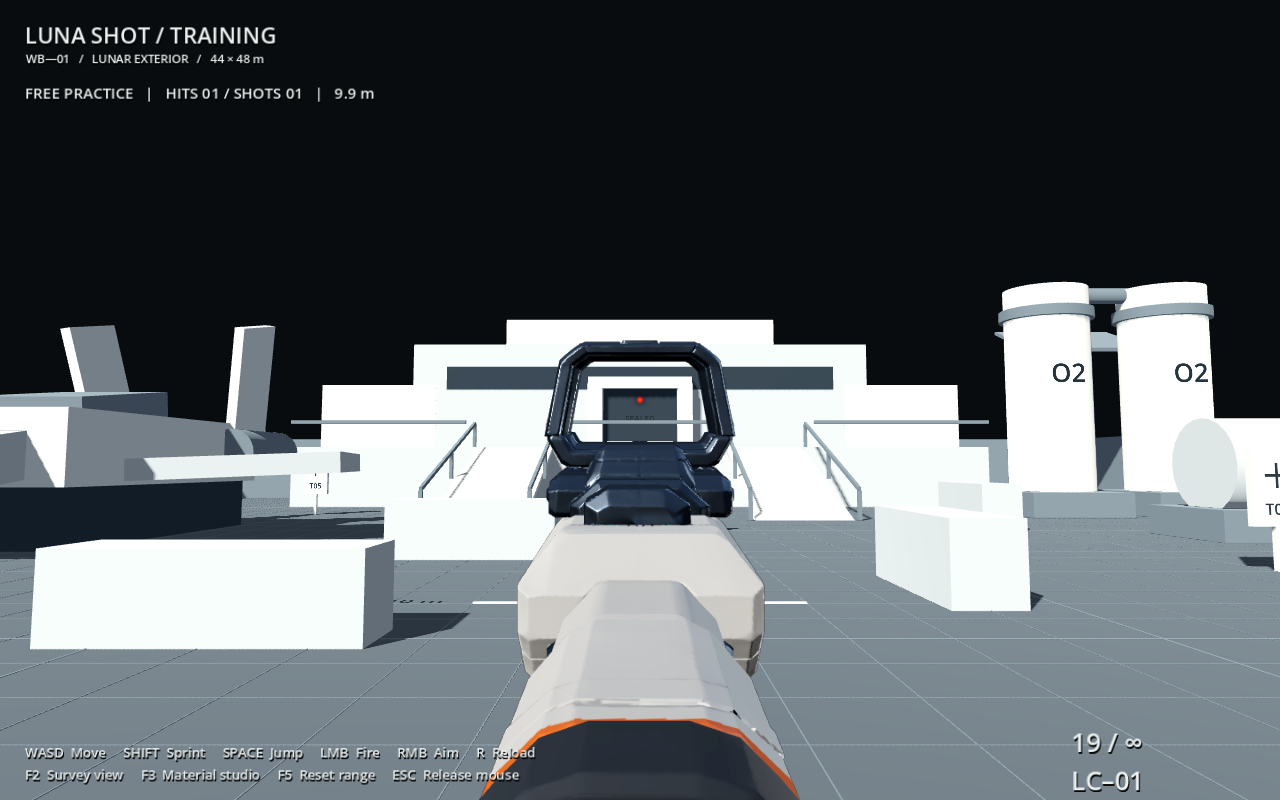 LUNA SHOT / TRAINING
WB—01 / LUNAR EXTERIOR / 44 × 48 m
FREE PRACTICE | HITS 01 / SHOTS 01 | 9.9 m
O2 O2
SEALED
T05
WASD Move SHIFT Sprint SPACE Jump LMB Fire RMB Aim R Reload
F2 Survey view F3 Material studio F5 Reset range ESC Release mouse
19 / ∞
LC–01